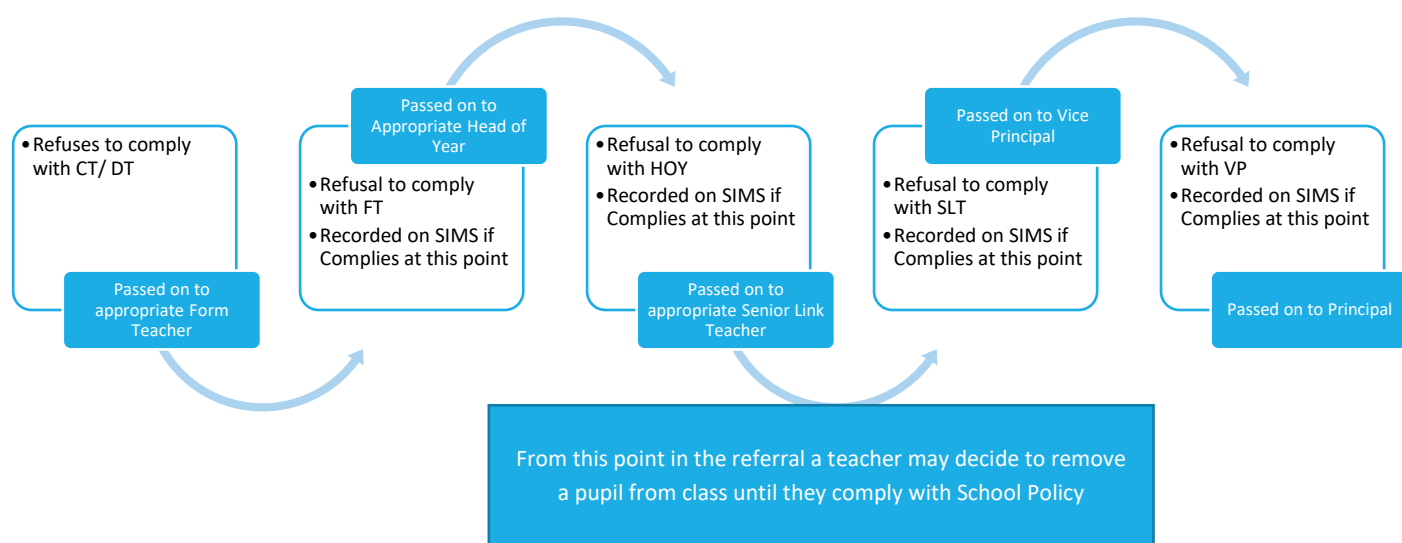 • Refuses to comply
with CT/ DT
Passed on to
appropriate Form
Teacher
Passed on to
Appropriate Head of
Year
• Refusal to comply
with FT
• Recorded on SIMS if
Complies at this point
• Refusal to comply
with HOY
• Recorded on SIMS if
Complies at this point
Passed on to
appropriate Senior Link
Teacher
Passed on to Vice
Principal
• Refusal to comply
with SLT
• Recorded on SIMS if
Complies at this point
• Refusal to comply
with VP
• Recorded on SIMS if
Complies at this point
Passed on to Principal
From this point in the referral a teacher may decide to remove
a pupil from class until they comply with School Policy